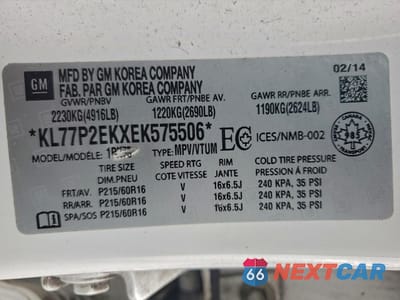 GM
MFD BY GM KOREA COMPANY
FAB. PAR GM KOREA COMPANY
02/14
GVWR/PNBV
GAWR FRT/PNBE AV.
GAWR RR/PNBE ARR.
2230KG(4916LB)
1220KG(2690LB)
1190KG(2624LB)
*KL77P2EKXEK575506*
EC
ICES/NMB-002
CANADA
MODEL/MODELE:
TYPE: MPV/VTUM
TIRE SIZE
SPEED RTG
RIM
COLD TIRE PRESSURE
DIM.PNEU
COTE VITESSE
JANTE
PRESSION À FROID
FRT/AV. P215/60R16 V 16x6.5J 240 KPA, 35 PSI
RR/ARR. P215/60R16 V 16x6.5J 240 KPA, 35 PSI
SPA/SOS P215/60R16 V 16x6.5J 240 KPA, 35 PSI
66 NEXTCAR